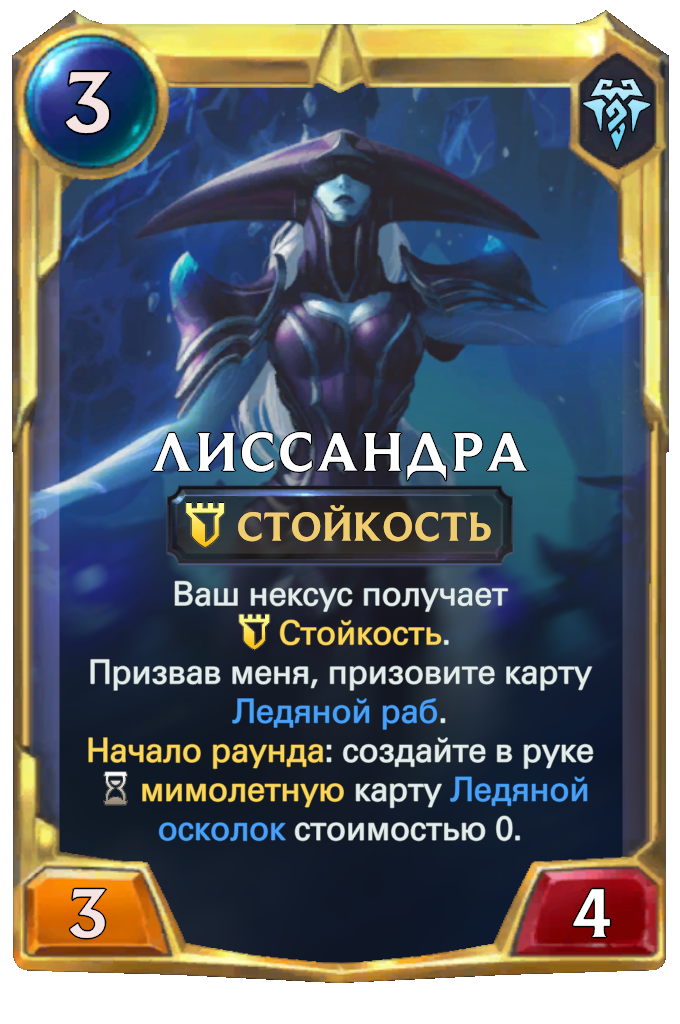 3
ЛИССАНДРА
СТОЙКОСТЬ
Ваш нексус получает
Стойкость.
Призвав меня, призовите карту
Ледяной раб.
Начало раунда: создайте в руке
мимолетную карту Ледяной
осколок стоимостью 0.
3
4